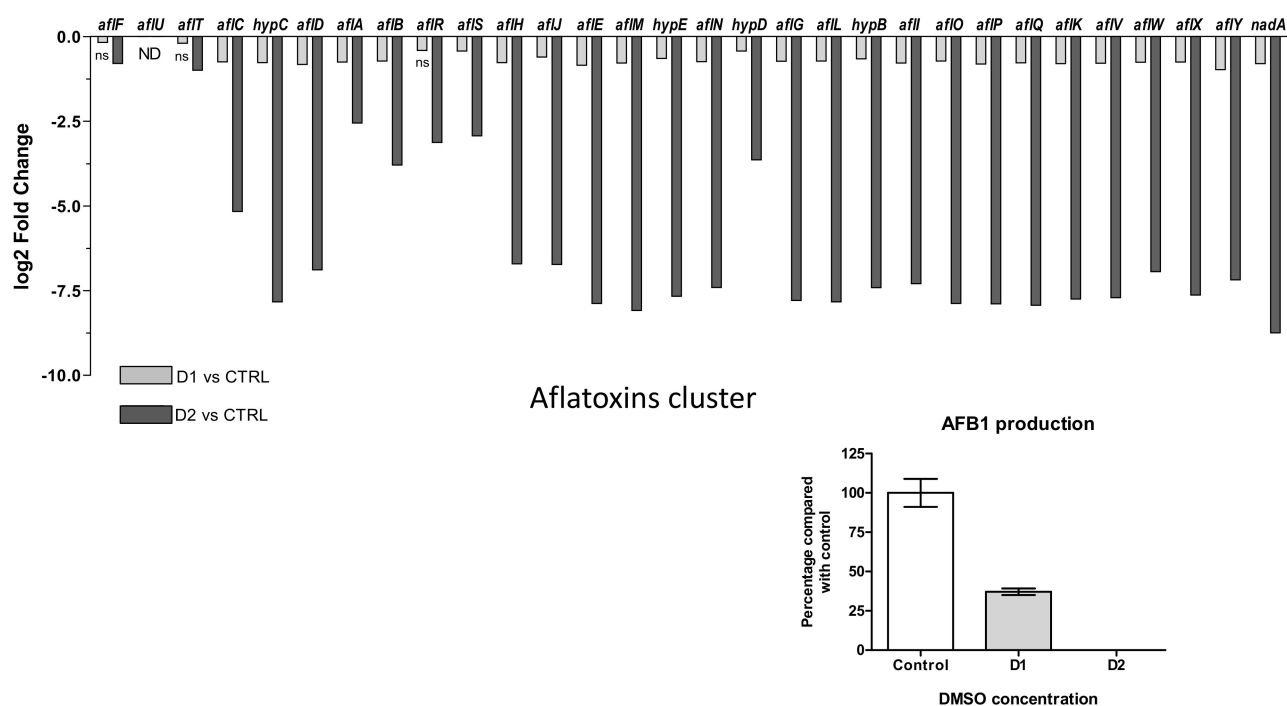 aflF aflU aflT aflC hypC aflD aflA aflB aflR aflS aflH aflJ aflE aflM hypE aflN hypD aflG aflL hypB aflI aflO aflP aflQ aflK aflV aflW aflX aflY nadA
0.0
ns ND ns ns
-2.5
-5.0
-7.5
-10.0
log2 Fold Change
D1 vs CTRL
D2 vs CTRL
Aflatoxins cluster
AFB1 production
125
100
75
50
25
0
Percentage compared
with control
Control D1 D2
DMSO concentration